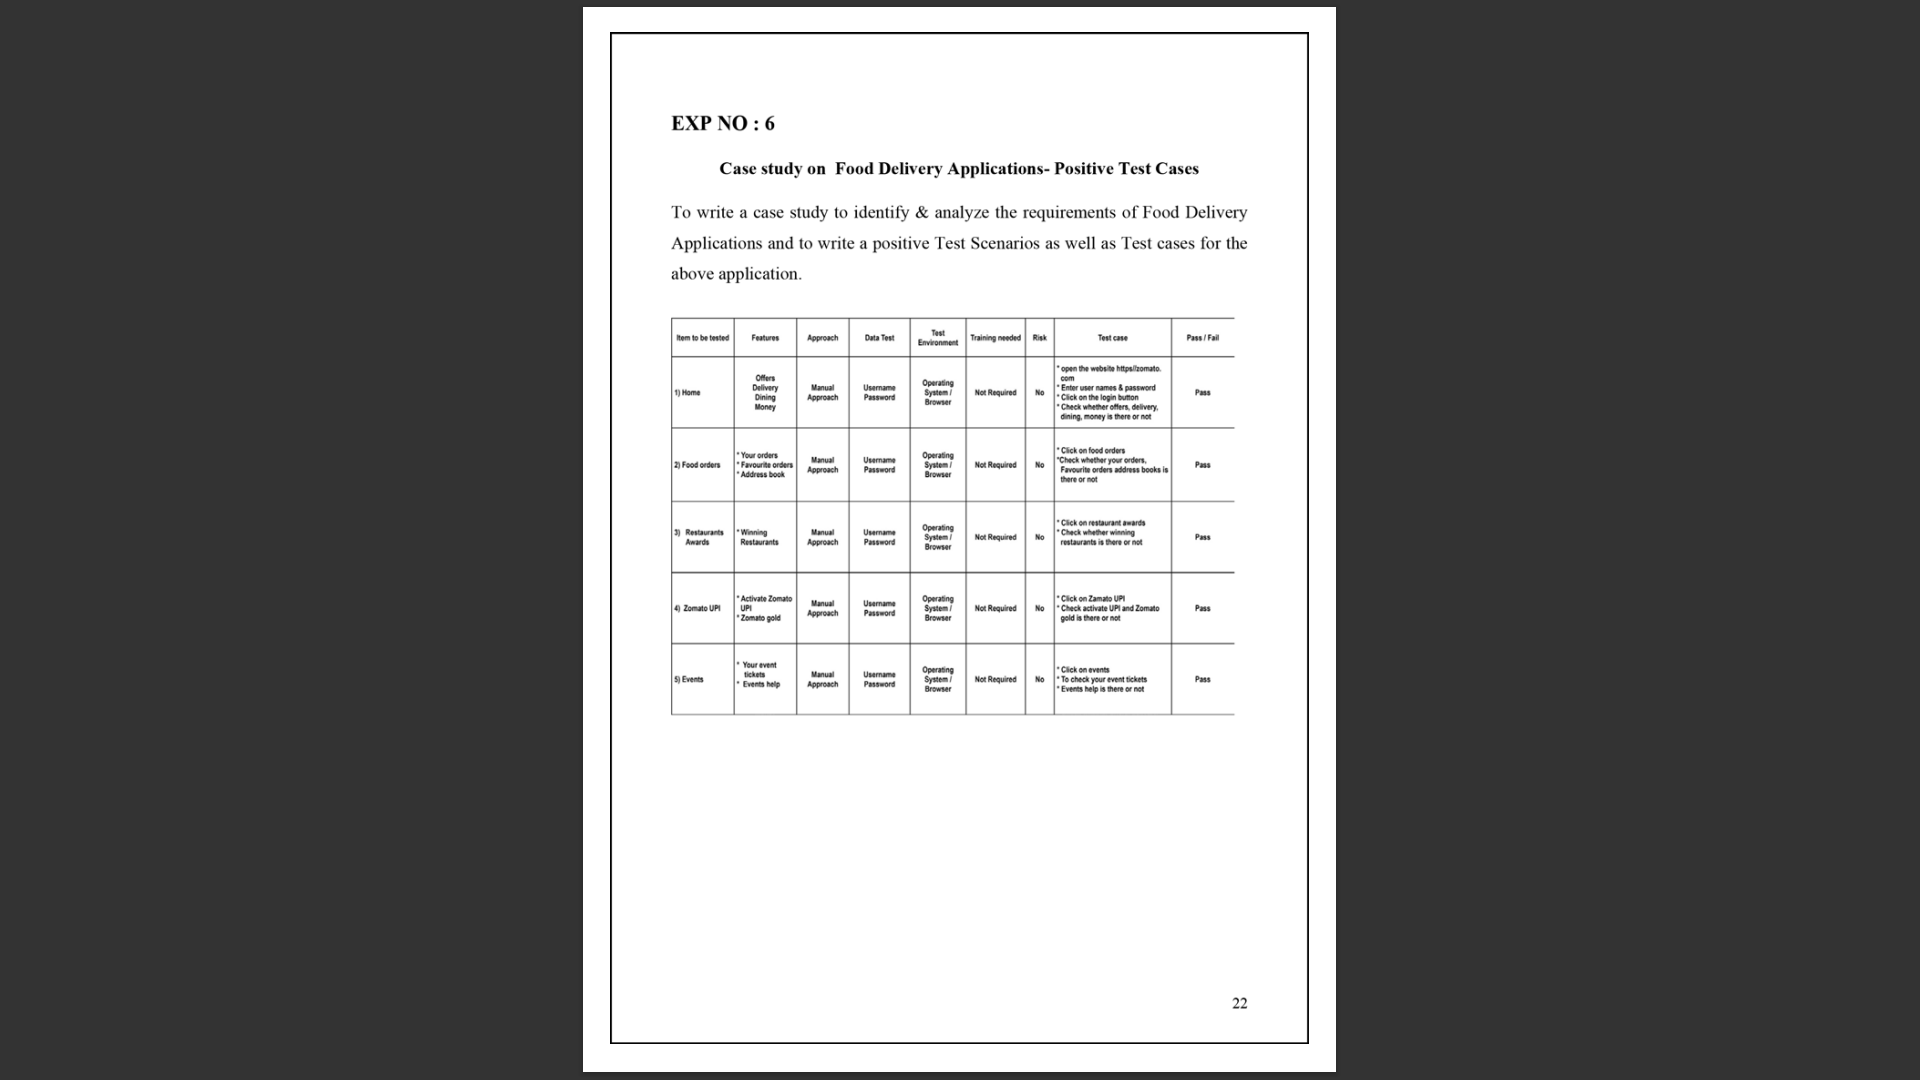 EXP NO : 6
Case study on  Food Delivery Applications- Positive Test Cases
To write a case study to identify & analyze the requirements of Food Delivery
Applications and to write a positive Test Scenarios as well as Test cases for the
above application.
Item to be tested
Features
Approach
Data Test
Test
Environment
Training needed
Risk
Test case
Pass / Fail
1) Home
Offers
Delivery
Dining
Money
Manual
Approach
Username
Password
Operating
System /
Browser
Not Required
No
* open the website https//zomato.
com
* Enter user names & password
* Click on the login button
* Check whether offers, delivery,
dining, money is there or not
Pass
2) Food orders
* Your orders
* Favourite orders
* Address book
Manual
Approach
Username
Password
Operating
System /
Browser
Not Required
No
* Click on food orders
*Check whether your orders,
Favourite orders address books is
there or not
Pass
3) Restaurants
Awards
* Winning
Restaurants
Manual
Approach
Username
Password
Operating
System /
Browser
Not Required
No
* Click on restaurant awards
* Check whether winning
restaurants is there or not
Pass
4) Zomato UPI
* Activate Zomato
UPI
* Zomato gold
Manual
Approach
Username
Password
Operating
System /
Browser
Not Required
No
* Click on Zamato UPI
* Check activate UPI and Zomato
gold is there or not
Pass
5) Events
* Your event
tickets
* Events help
Manual
Approach
Username
Password
Operating
System /
Browser
Not Required
No
* Click on events
* To check your event tickets
* Events help is there or not
Pass
22